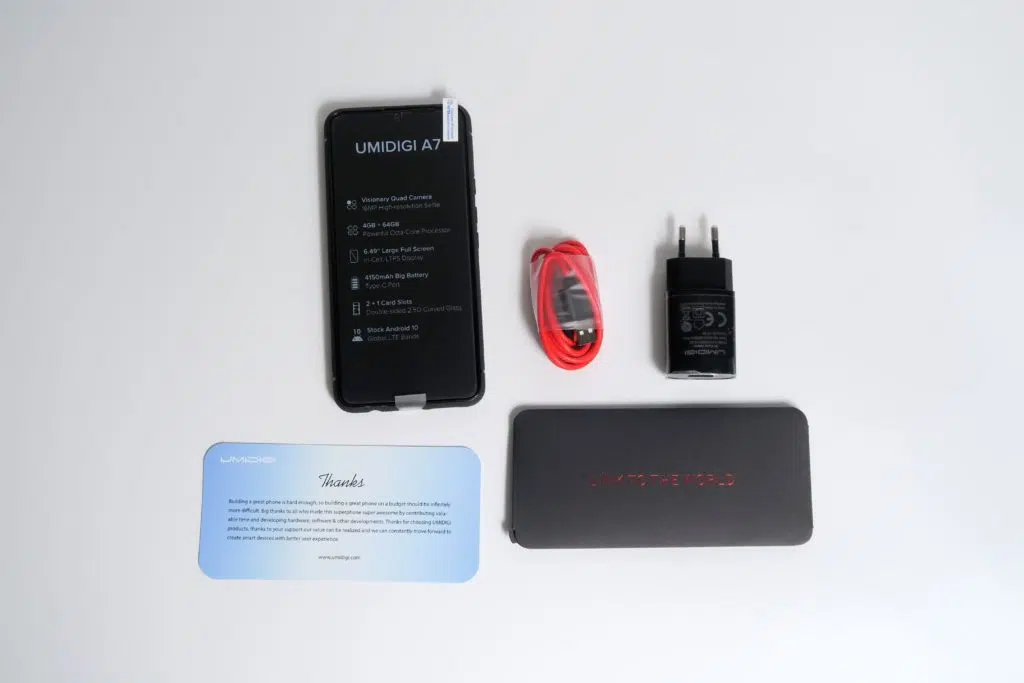 UMIDIGI A7
Visionary Quad Camera
16MP High-resolution Selfie
4GB + 64GB
Powerful Octa-Core Processor
6.49" Large Full Screen
In-Cell LTPS Display
4150mAh Big Battery
Type-C Port
2 + 1 Card Slots
Double-sided 2.5D Curved Glass
10 Stock Android 10
Global LTE Bands
CE
UMIDIGI
LINK TO THE WORLD
UMIDIGI
Thanks
Building a great phone is hard enough, so building a great phone on a budget should be infinitely
more difficult. Big thanks to all who made this superphone super awesome by contributing valu-
able time and developing hardware, software & other developments. Thanks for choosing UMIDIGI
products, thanks to your support our value can be realized and we can constantly move forward to
create smart devices with better user experience.
www.umidigi.com